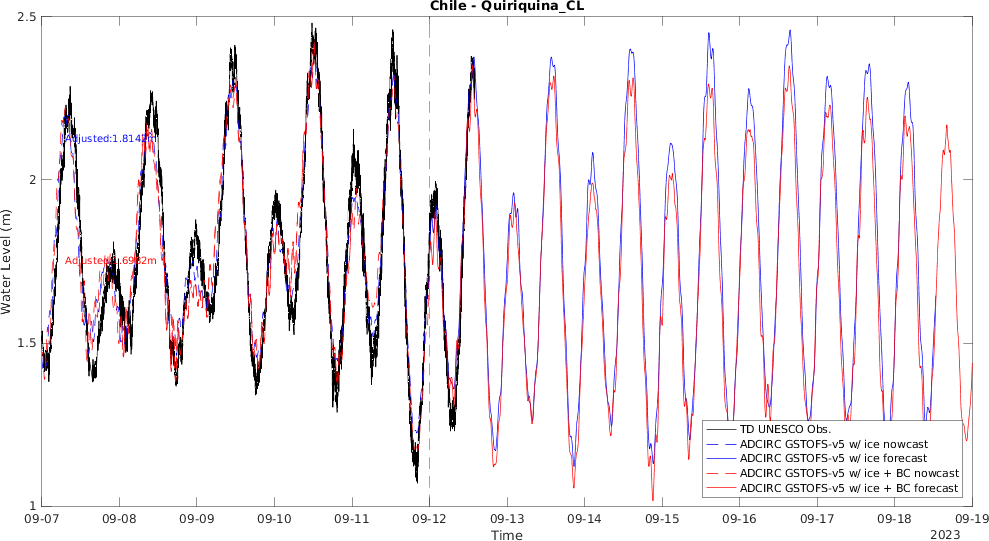 Chile - Quiriquina_CL
2.5
2
1.5
1
Water Level (m)
Adjusted:1.8142m
Adjusted: .6982m
09-07 09-08 09-09 09-10 09-11 09-12 09-13 09-14 09-15 09-16 09-17 09-18 09-19
Time
2023
TD UNESCO Obs.
ADCIRC GSTOFS-v5 w/ ice nowcast
ADCIRC GSTOFS-v5 w/ ice forecast
ADCIRC GSTOFS-v5 w/ ice + BC nowcast
ADCIRC GSTOFS-v5 w/ ice + BC forecast